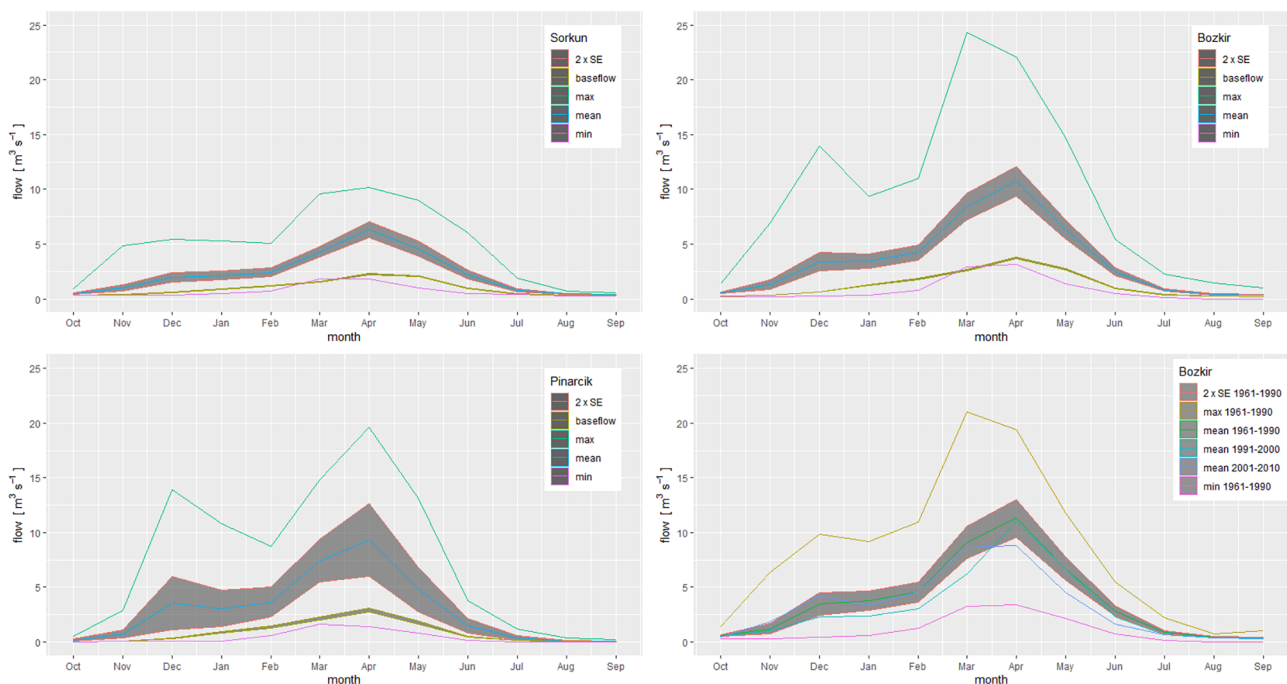 25
20
15
10
5
0
flow [ m³ s⁻¹ ]
Sorkun
2 x SE
baseflow
max
mean
min
Oct Nov Dec Jan Feb Mar Apr May Jun Jul Aug Sep
month
25
20
15
10
5
0
flow [ m³ s⁻¹ ]
Bozkir
2 x SE
baseflow
max
mean
min
Oct Nov Dec Jan Feb Mar Apr May Jun Jul Aug Sep
month
25
20
15
10
5
0
flow [ m³ s⁻¹ ]
Pinarcik
2 x SE
baseflow
max
mean
min
Oct Nov Dec Jan Feb Mar Apr May Jun Jul Aug Sep
month
25
20
15
10
5
0
flow [ m³ s⁻¹ ]
Bozkir
2 x SE 1961-1990
max 1961-1990
mean 1961-1990
mean 1991-2000
mean 2001-2010
min 1961-1990
Oct Nov Dec Jan Feb Mar Apr May Jun Jul Aug Sep
month